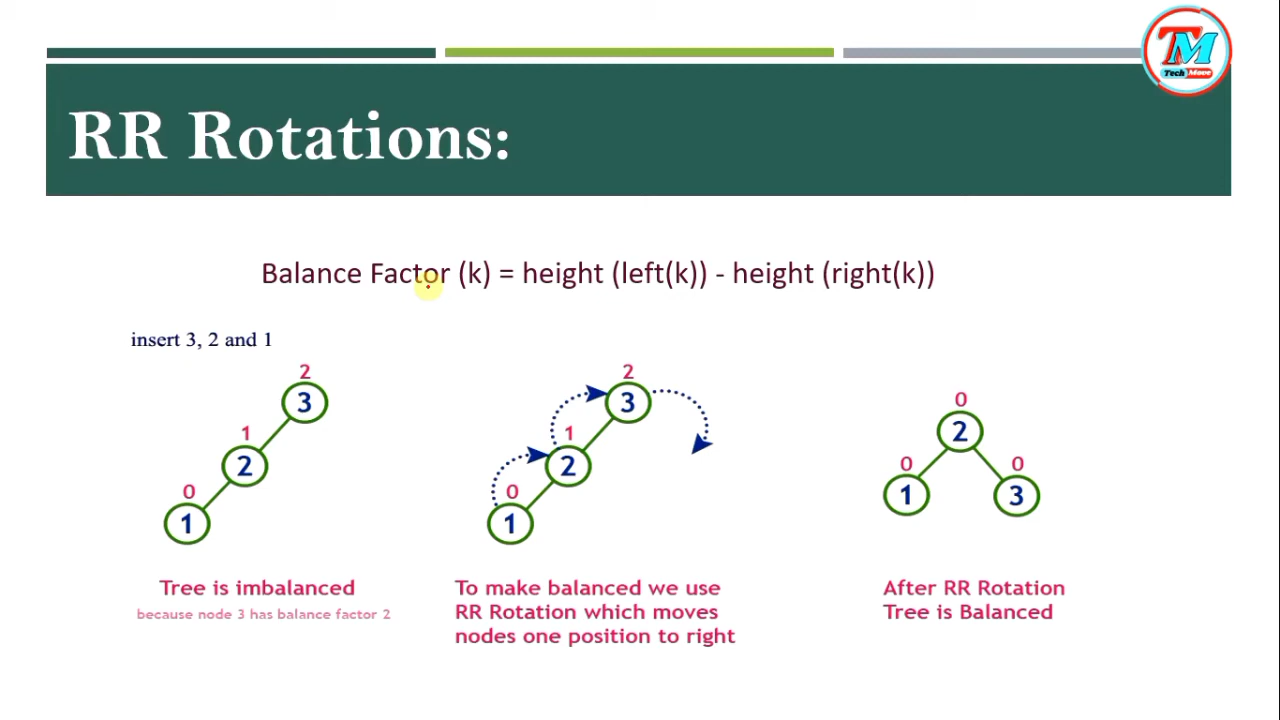 TM
Tech Move
RR Rotations:
Balance Factor (k) = height (left(k)) - height (right(k))
insert 3, 2 and 1
2
3
1
2
0
1
Tree is imbalanced
because node 3 has balance factor 2
2
3
1
2
0
1
To make balanced we use
RR Rotation which moves
nodes one position to right
0
2
0 0
1 3
After RR Rotation
Tree is Balanced